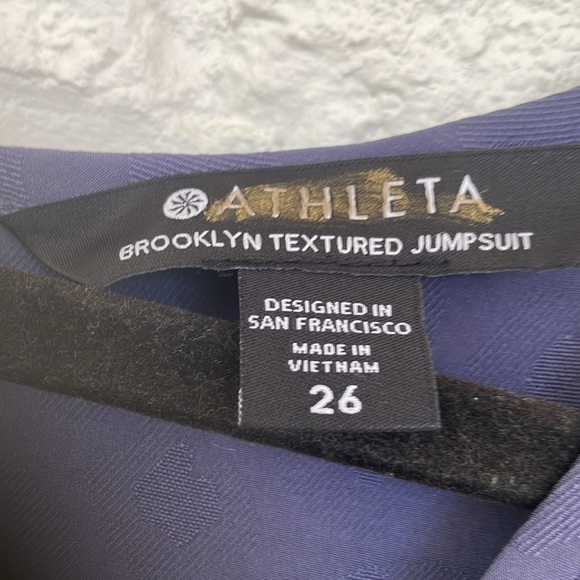 ATHLETA
BROOKLYN TEXTURED JUMPSUIT
DESIGNED IN
SAN FRANCISCO
MADE IN
VIETNAM
26